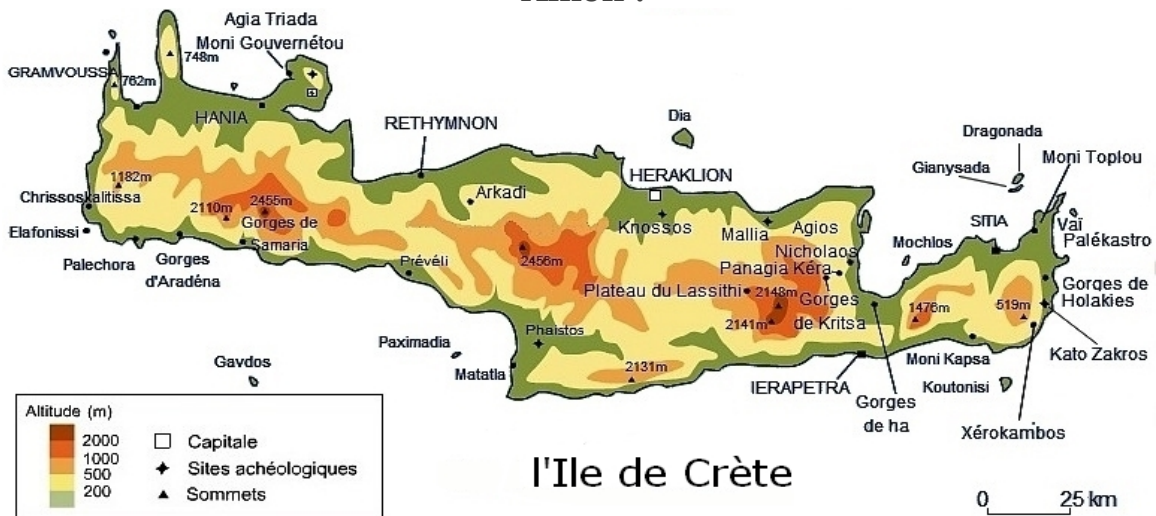 Agia Triada
Moni Gouvernétou
748m
GRAMVOUSSA
762m
HANIA
RETHYMNON
Dia
Dragonada
Gianysada
Moni Toplou
HERAKLION
1182m
Chrissoskalitissa
2110m
2455m
Gorges de
Samaria
Arkadi
Knossos
Mallia
Agios
Nicholaos
Mochlos
SITIA
Vaï
Palékastro
Elafonissi
Palechora
Gorges
d'Aradéna
Prévéli
2456m
Panagia Kéra
Plateau du Lassithi
2148m
2141m
Gorges
de Kritsa
1476m
519m
Gorges de
Holakies
Kato Zakros
Phaistos
Paximadia
Gavdos
Matatla
2131m
IERAPETRA
Moni Kapsa
Koutonisi
Gorges
de ha
Xérokambos
Altitude (m)
2000
1000
500
200
Capitale
Sites achéologiques
Sommets
l'Ile de Crète
0 25 km